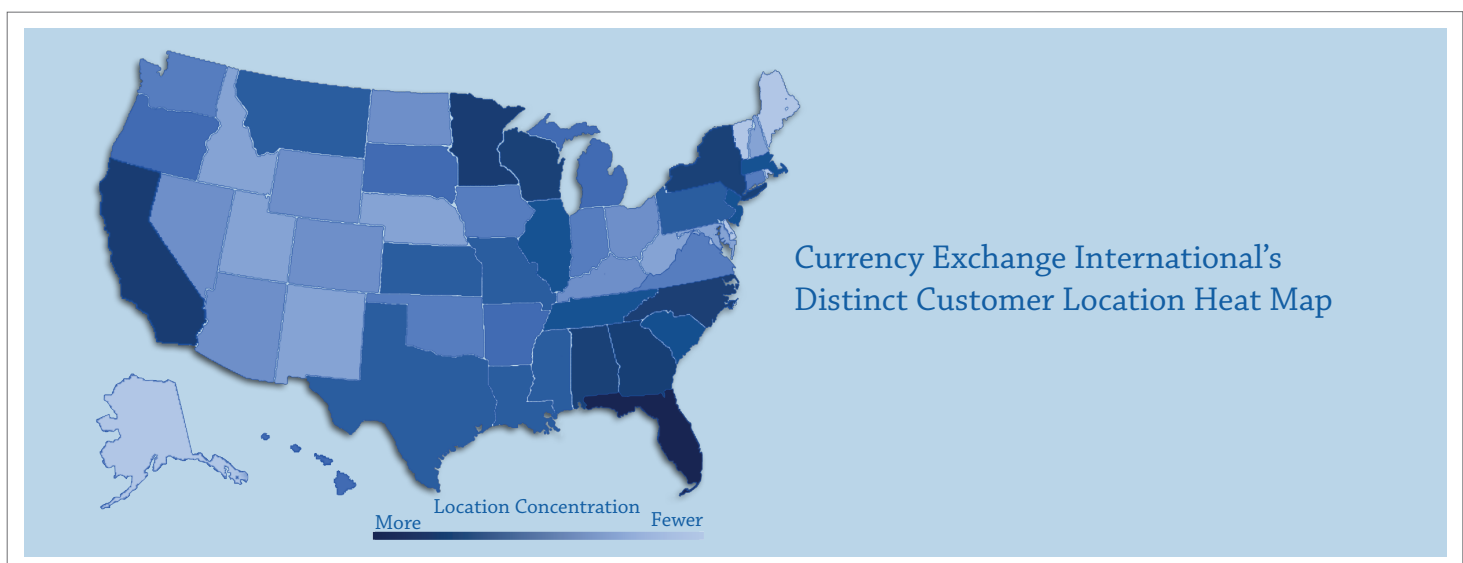 Currency Exchange International’s
Distinct Customer Location Heat Map
Location Concentration
More
Fewer